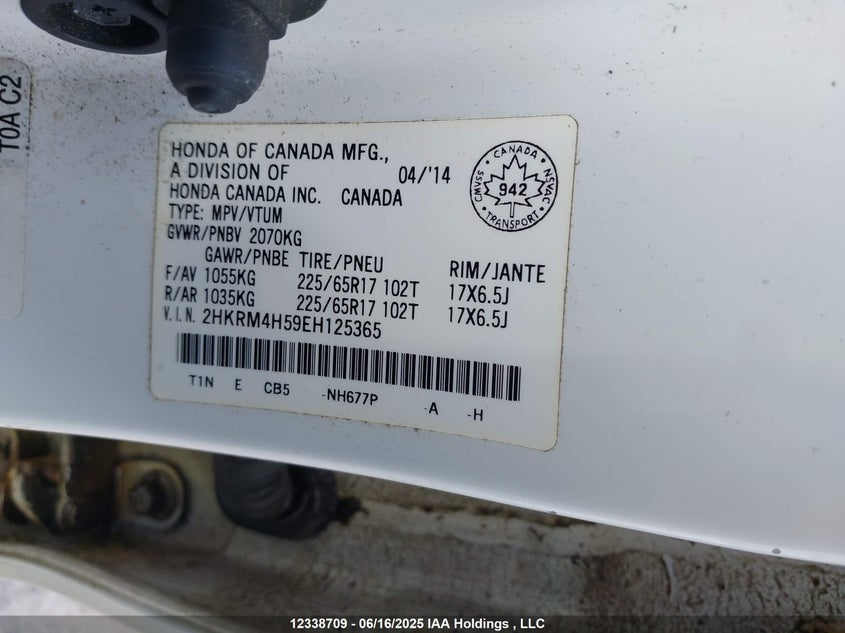 T0A C2
HONDA OF CANADA MFG.,
A DIVISION OF 04/'14
HONDA CANADA INC. CANADA
TYPE: MPV/VTUM
GVWR/PNBV 2070KG
GAWR/PNBE TIRE/PNEU RIM/JANTE
F/AV 1055KG 225/65R17 102T 17X6.5J
R/AR 1035KG 225/65R17 102T 17X6.5J
V.I.N. 2HKRM4H59EH125365
T1N E CB5 -NH677P -A -H
CANADA
CMVSS 942 NSVAC
TRANSPORT
12338709 - 06/16/2025 IAA Holdings , LLC